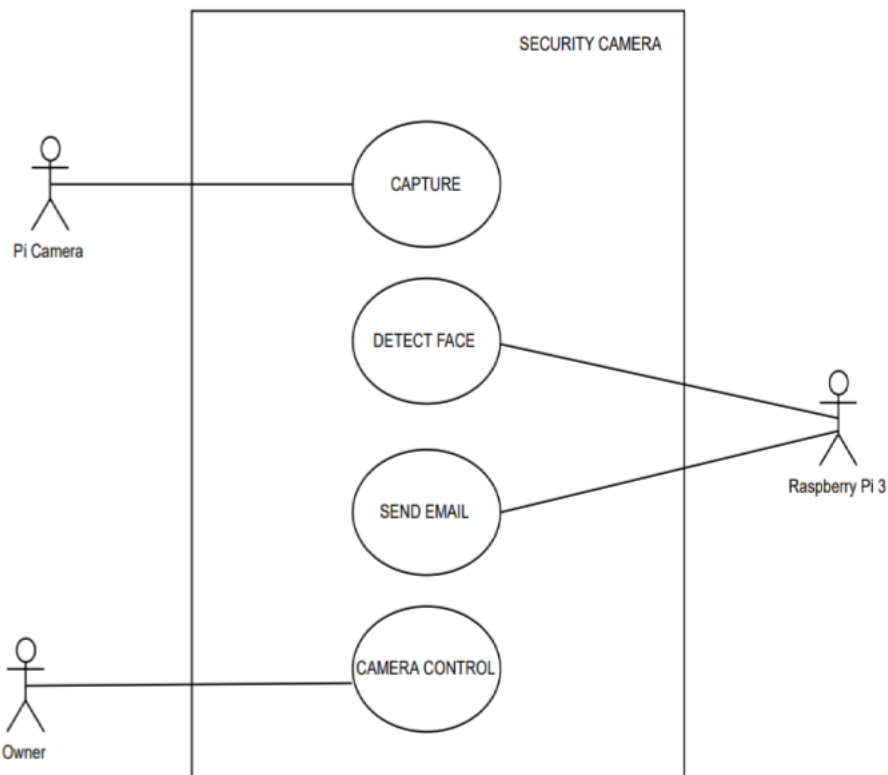 SECURITY CAMERA
CAPTURE
Pi Camera
DETECT FACE
Raspberry Pi 3
SEND EMAIL
CAMERA CONTROL
Owner